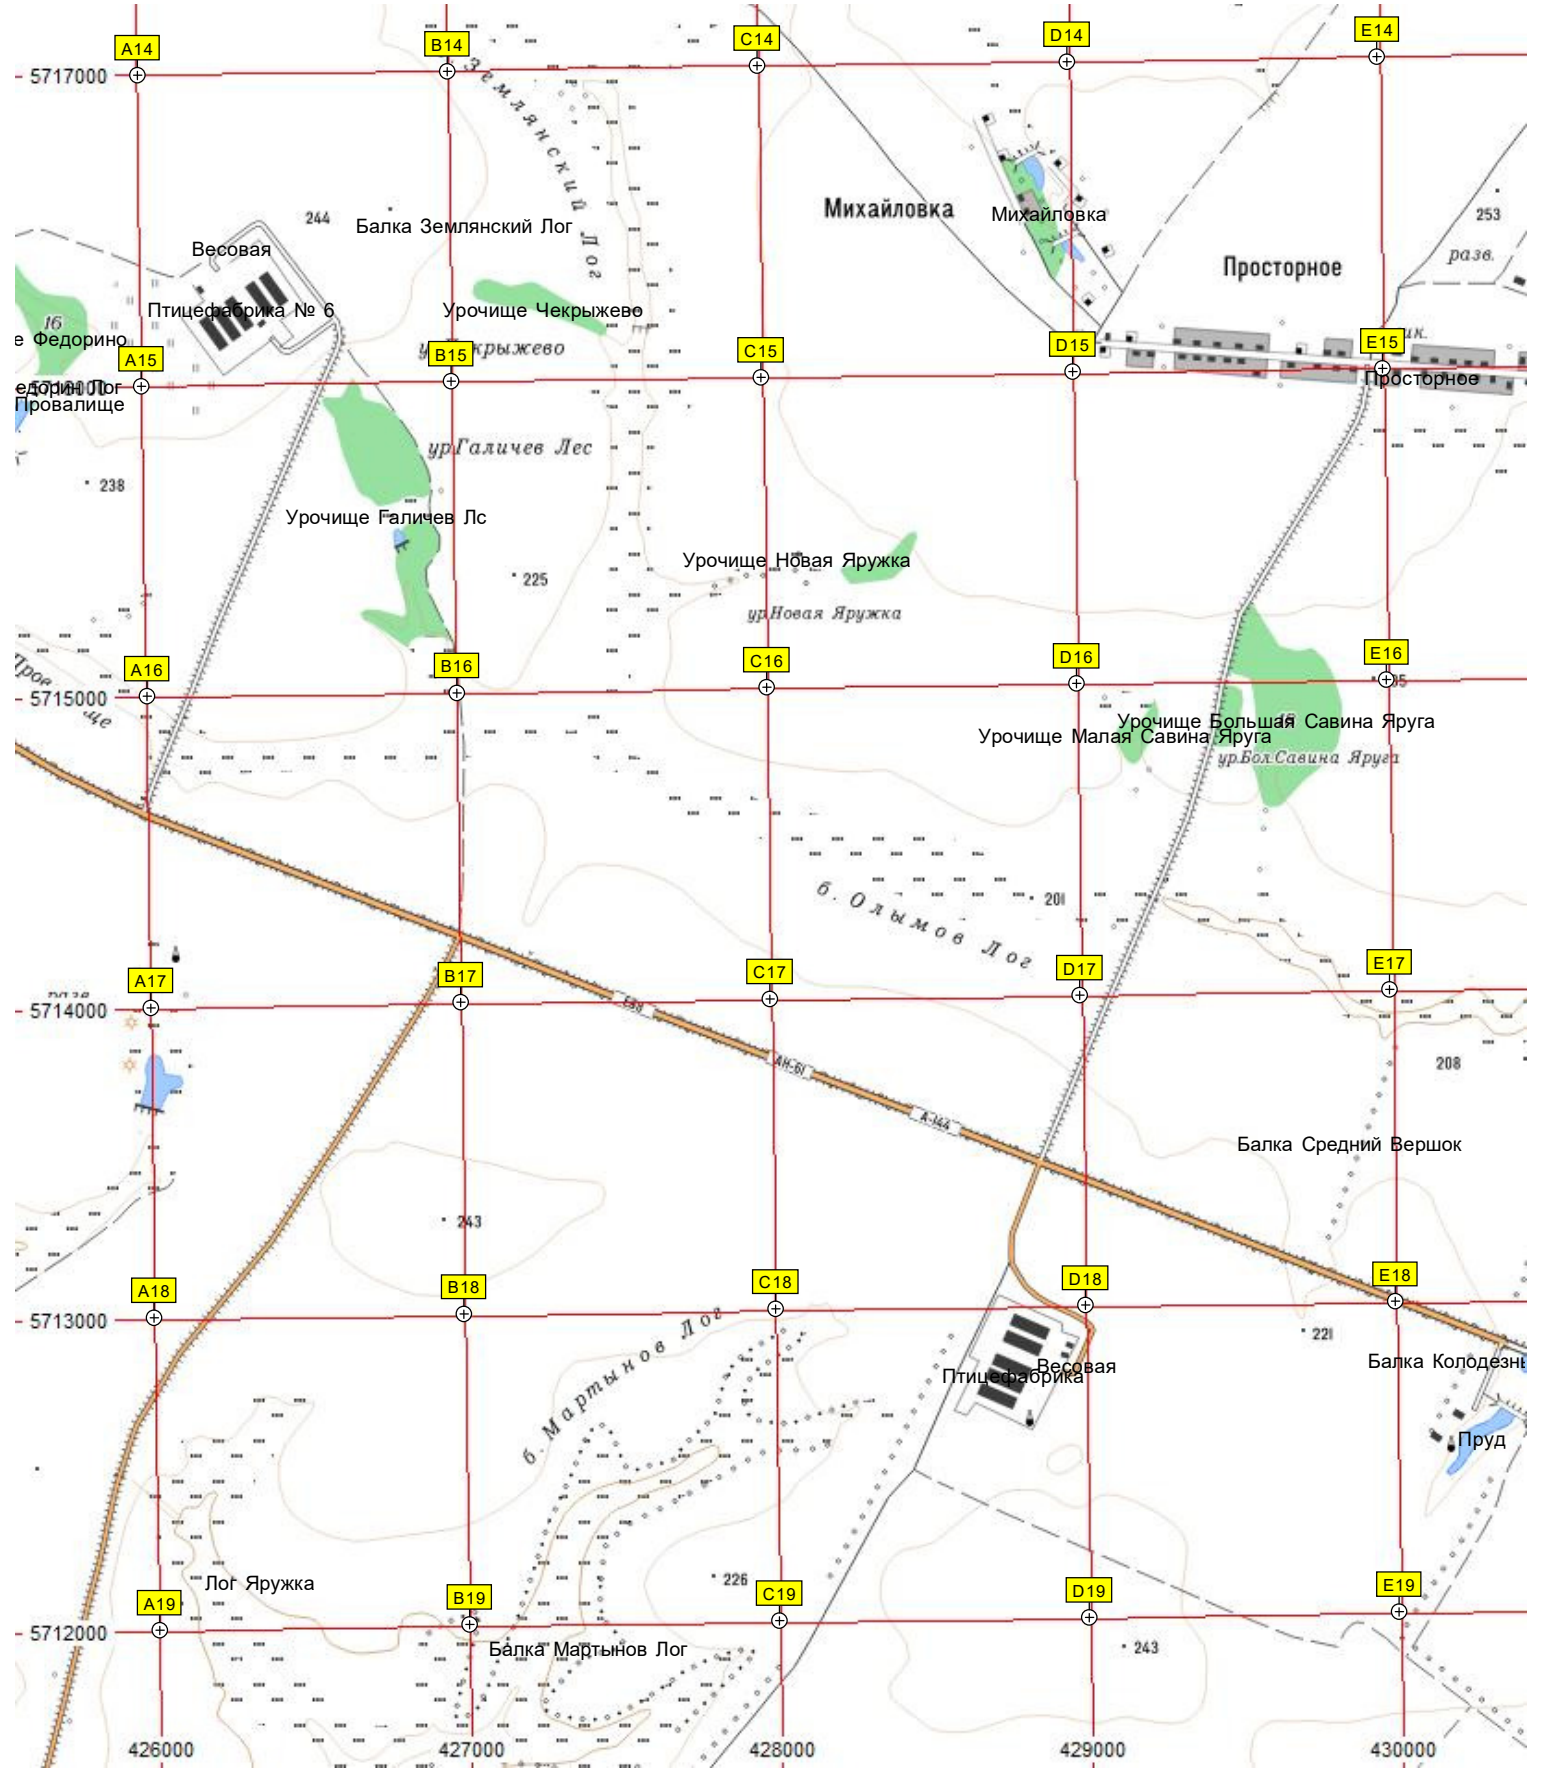 A14
B14
C14
D14
E14
5717000
Землянский Лог
244
Балка Землянский Лог
Весовая
Михайловка
Михайловка
253
разв.
Просторное
Птицефабрика № 6
Урочище Чекрыжево
16
е Федорино
A15
B15
C15
D15
E15
Просторное
Провалище
ур.Галичев Лес
238
Урочище Галичев Лс
225
Урочище Новая Яружка
ур.Новая Яружка
A16
B16
C16
D16
E16
5715000
Урочище Большая Савина Яруга
Урочище Малая Савина Яруга
ур.Бол.Савина Яруга
б. Олымов Лог
201
A17
B17
C17
D17
E17
5714000
E38
АН-61
А-144
208
Балка Средний Вершок
243
A18
B18
C18
D18
E18
5713000
б. Мартынов Лог
221
Весовая
Птицефабрика
Балка Колодезны
Пруд
226
Лог Яружка
A19
B19
C19
D19
E19
5712000
Балка Мартынов Лог
243
426000
427000
428000
429000
430000